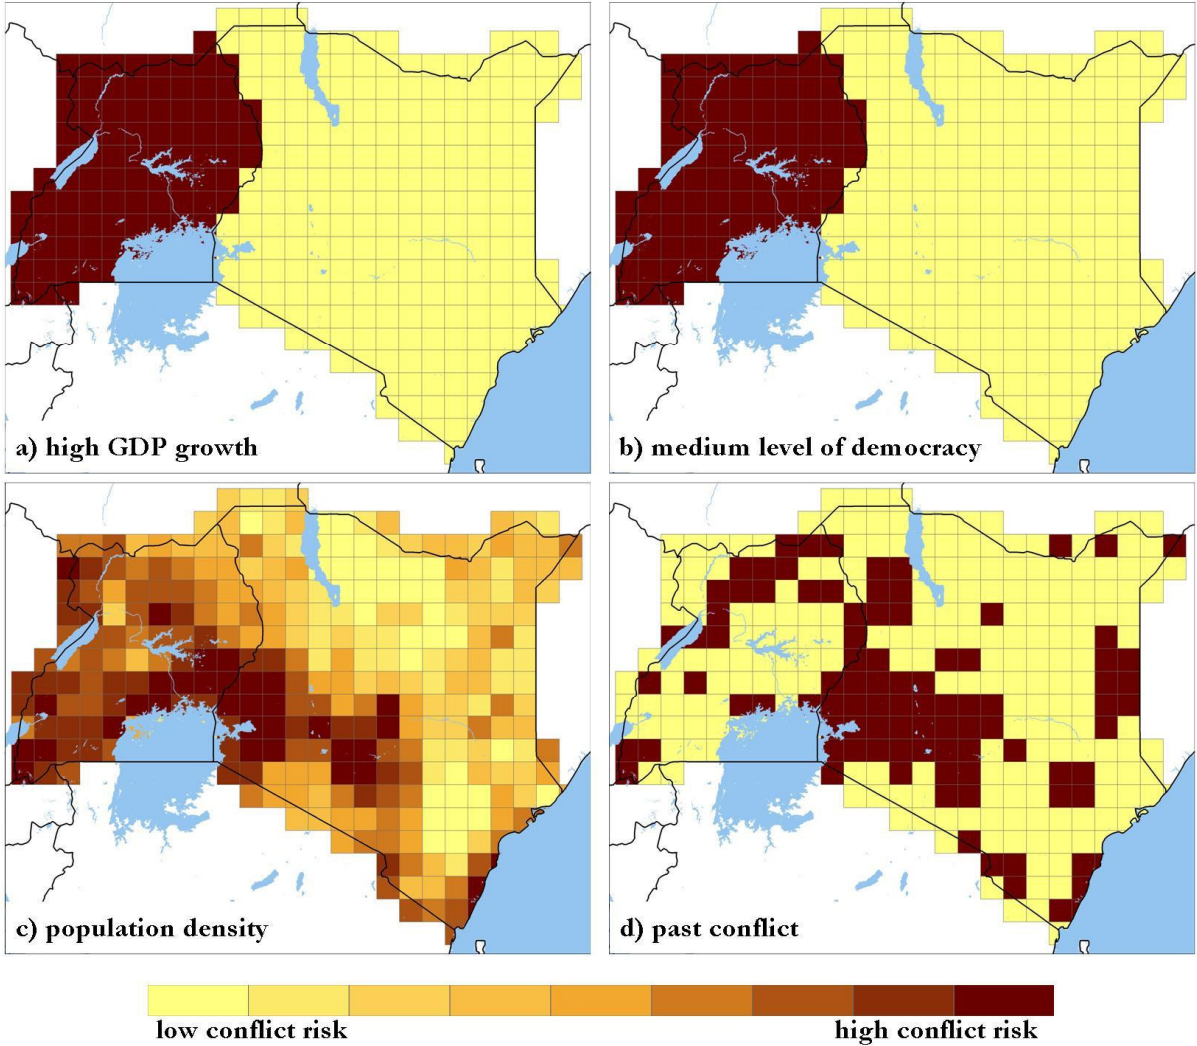 a) high GDP growth
b) medium level of democracy
c) population density
d) past conflict
low conflict risk
high conflict risk